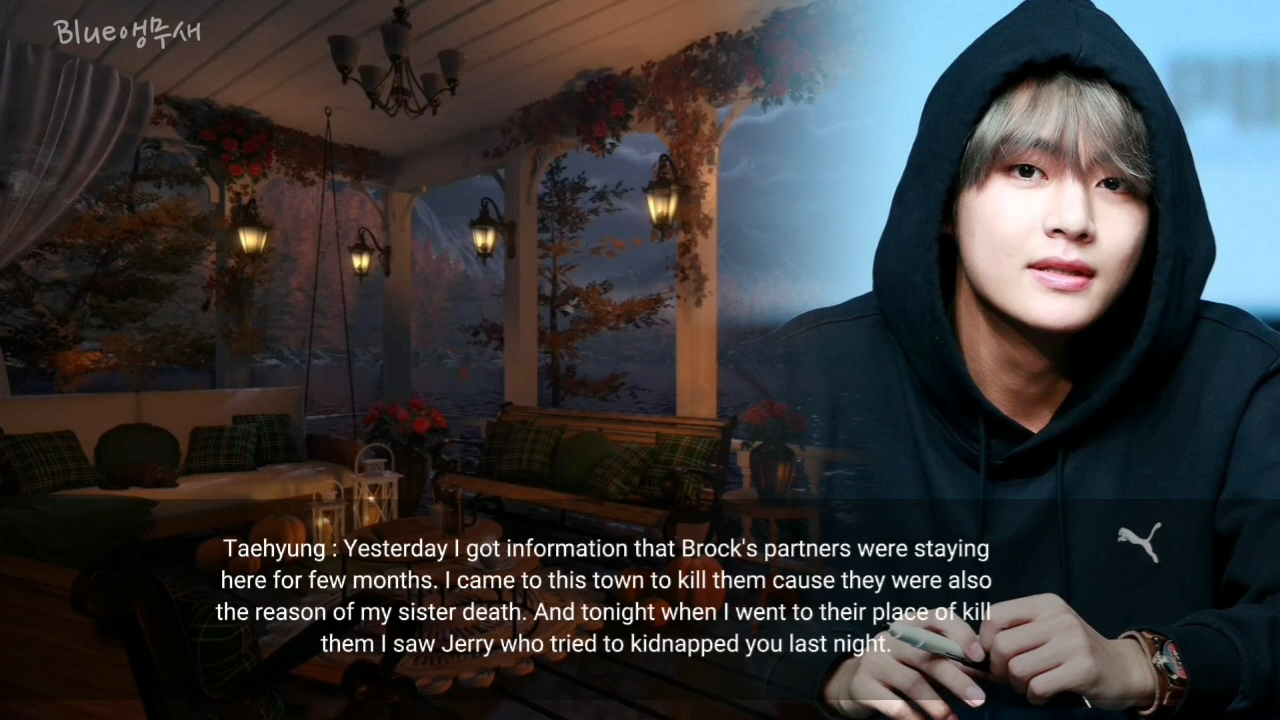 Blue앵무새
Taehyung : Yesterday I got information that Brock's partners were staying
here for few months. I came to this town to kill them cause they were also
the reason of my sister death. And tonight when I went to their place of kill
them I saw Jerry who tried to kidnapped you last night.